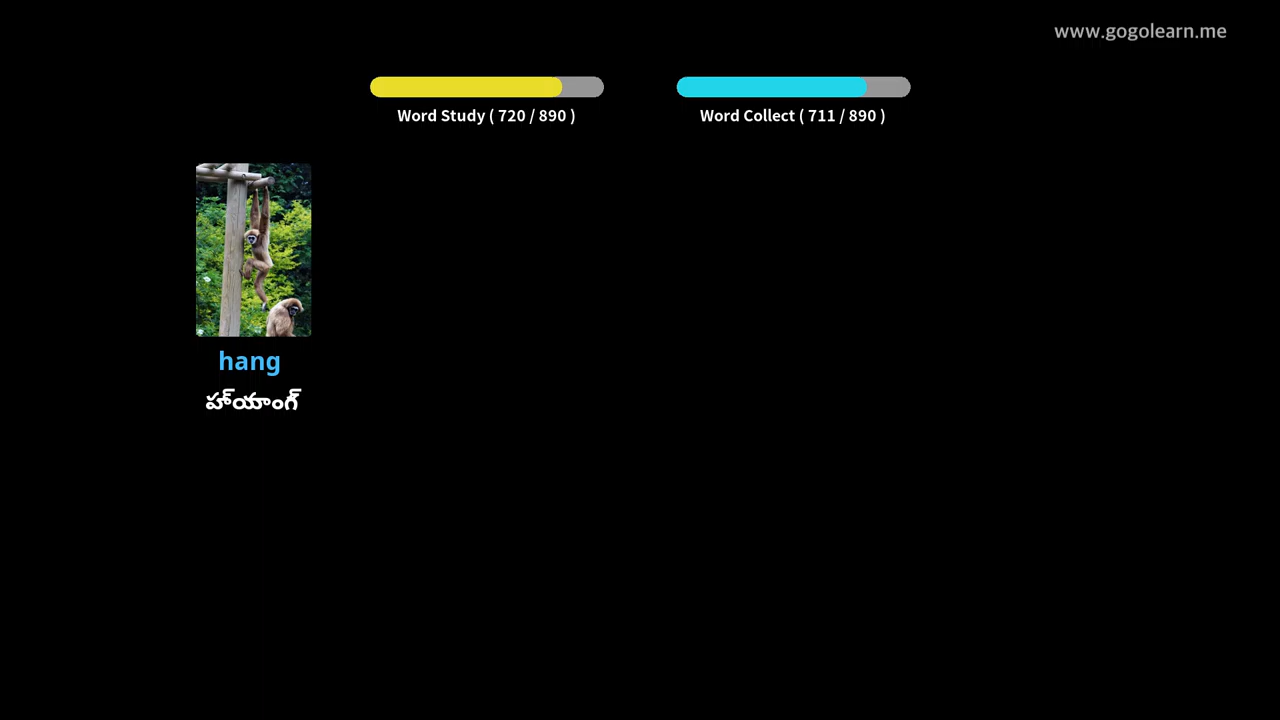 www.gogolearn.me
Word Study ( 720 / 890 )
Word Collect ( 711 / 890 )
hang
హ్యాంగ్